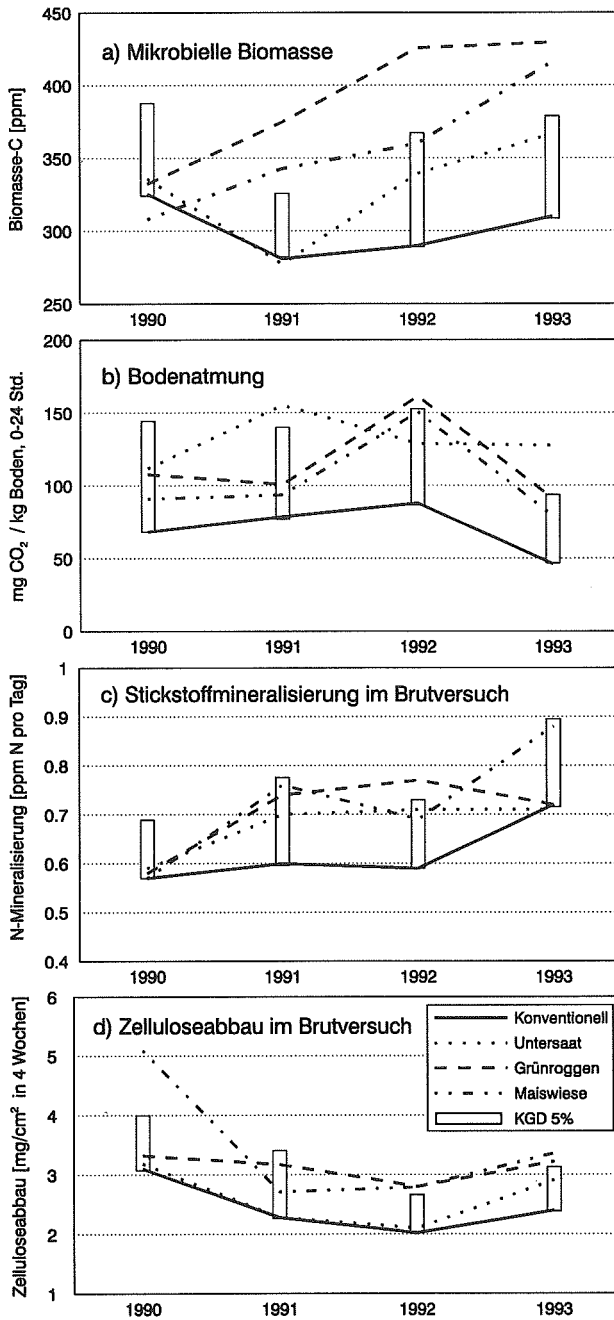 a) Mikrobielle Biomasse
Biomasse-C [ppm]
450
400
350
300
250
1990 1991 1992 1993
b) Bodenatmung
mg CO₂ / kg Boden, 0-24 Std.
200
150
100
50
0
1990 1991 1992 1993
c) Stickstoffmineralisierung im Brutversuch
N-Mineralisierung [ppm N pro Tag]
1
0.9
0.8
0.7
0.6
0.5
0.4
1990 1991 1992 1993
d) Zelluloseabbau im Brutversuch
Zelluloseabbau [mg/cm² in 4 Wochen]
6
5
4
3
2
1
Konventionell
Untersaat
Grünroggen
Maiswiese
KGD 5%
1990 1991 1992 1993